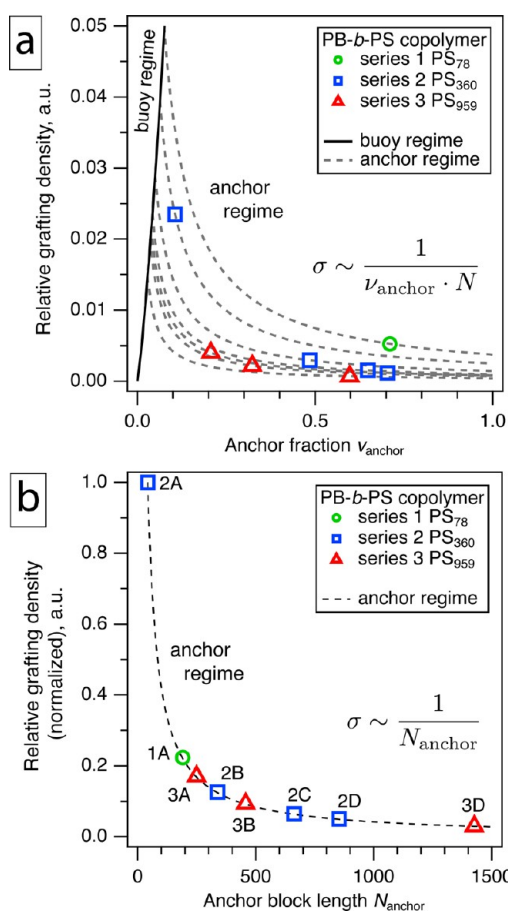 a
0.05
0.04
0.03
0.02
0.01
0.00
Relative grafting density, a.u.
buoy regime
PB-b-PS copolymer
series 1 PS₇₈
series 2 PS₃₆₀
series 3 PS₉₅₉
buoy regime
anchor regime
anchor
regime
σ ∼ 1 / (ν_anchor · N)
0.0
0.5
1.0
Anchor fraction ν_anchor
b
1.0
0.8
0.6
0.4
0.2
0.0
Relative grafting density
(normalized), a.u.
PB-b-PS copolymer
series 1 PS₇₈
series 2 PS₃₆₀
series 3 PS₉₅₉
anchor regime
2A
anchor
regime
σ ∼ 1 / N_anchor
1A
3A
2B
3B
2C
2D
3D
0
500
1000
1500
Anchor block length N_anchor